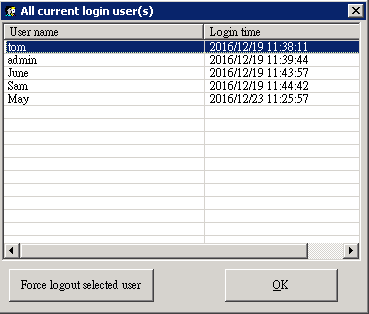 All current login user(s)
User name Login time
tom 2016/12/19 11:38:11
admin 2016/12/19 11:39:44
June 2016/12/19 11:43:57
Sam 2016/12/19 11:44:42
May 2016/12/23 11:25:57
Force logout selected user OK